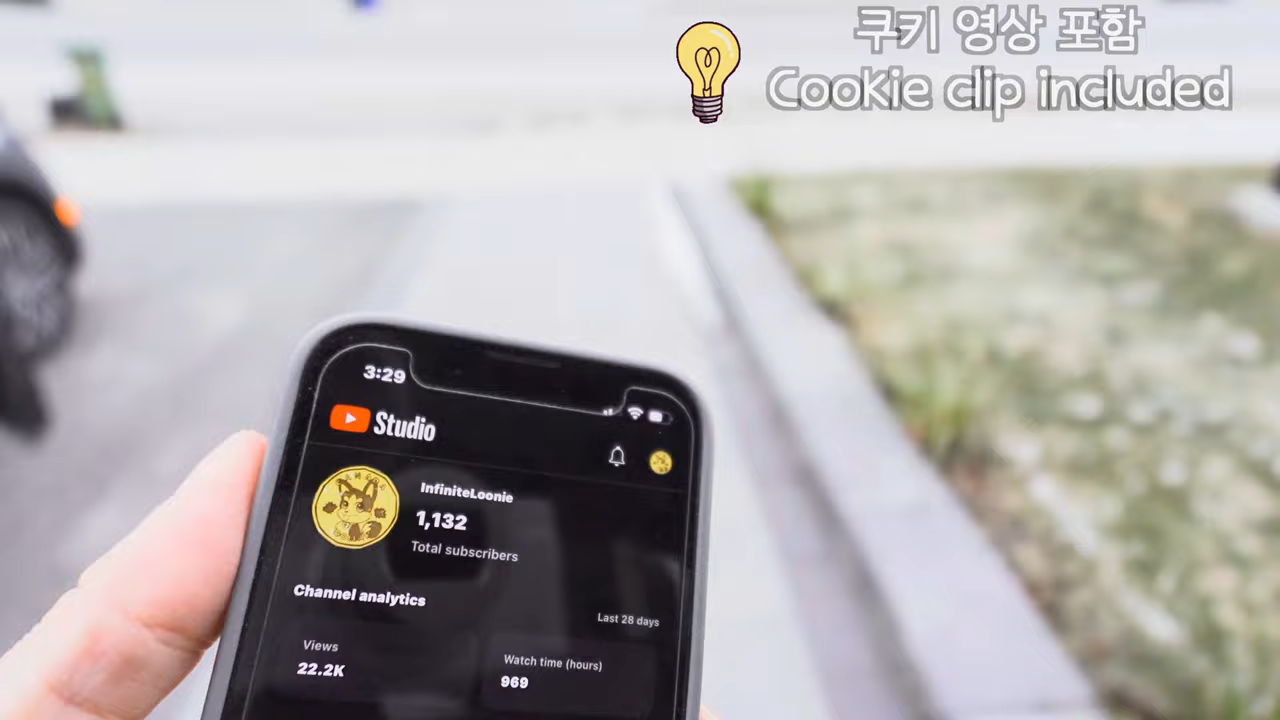 쿠키 영상 포함
Cookie clip included
3:29
Studio
InfiniteLoonie
1,132
Total subscribers
Channel analytics
Last 28 days
Views
22.2K
Watch time (hours)
969